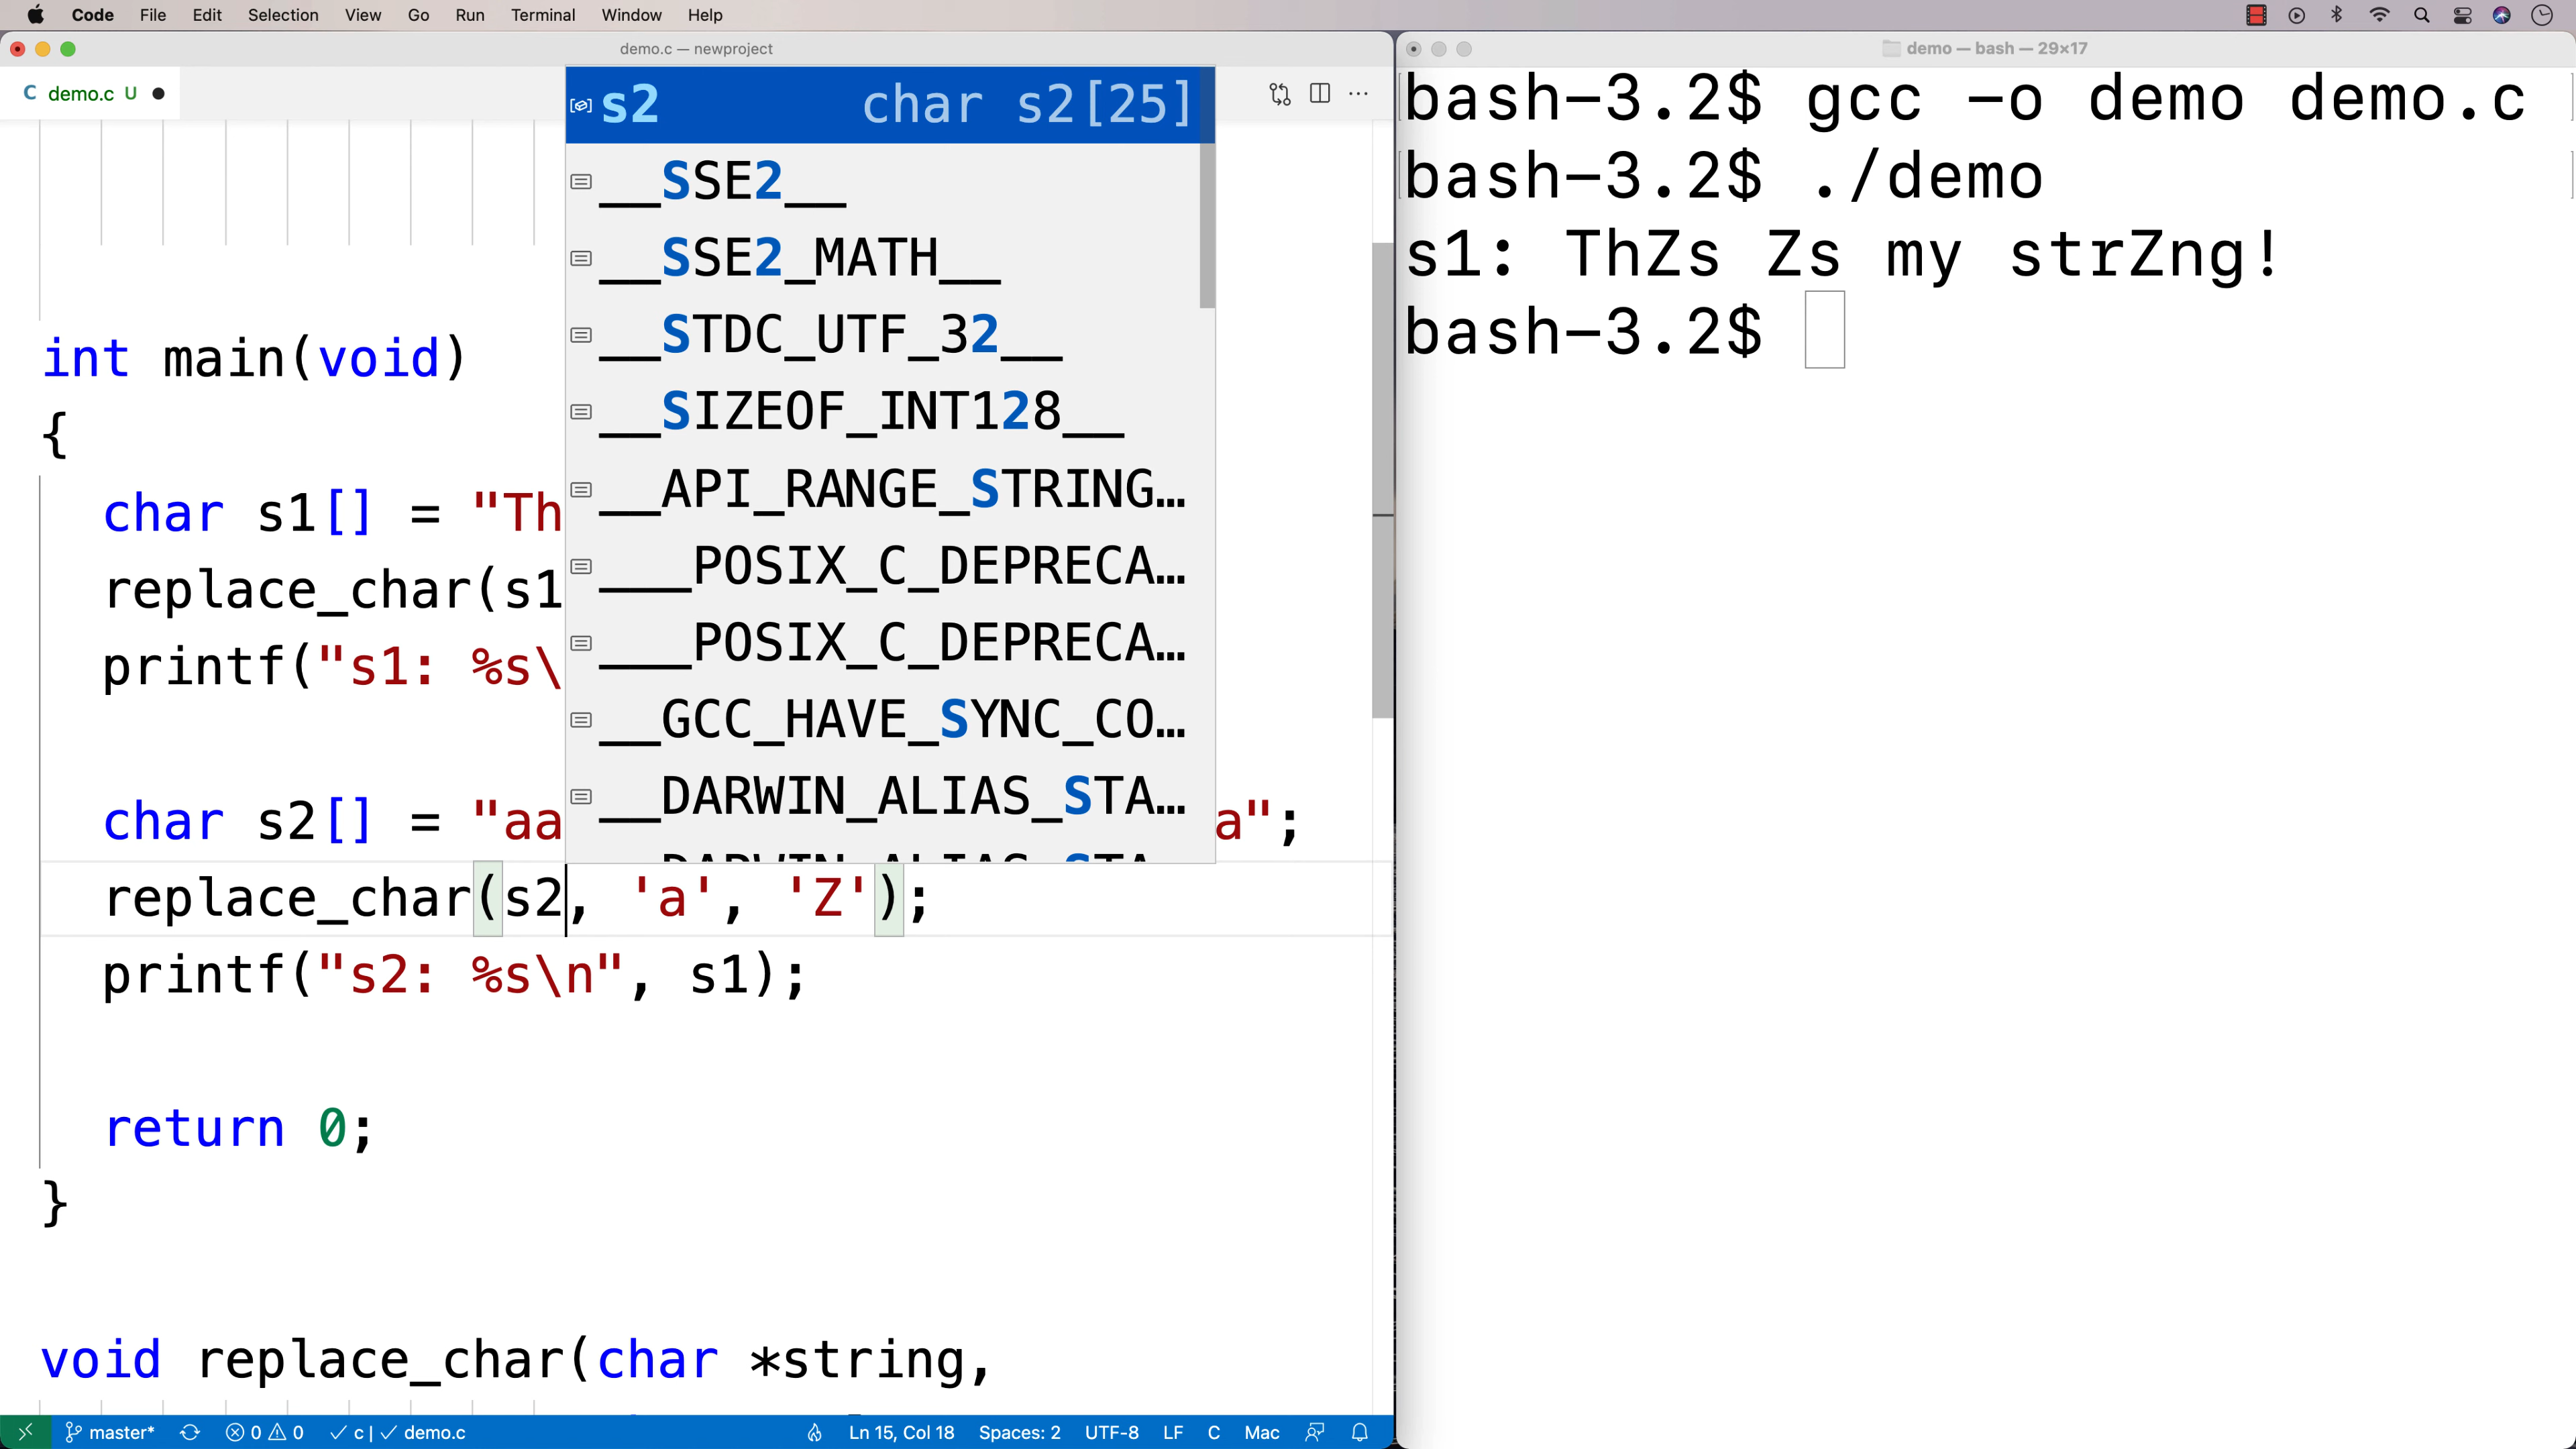 Code File Edit Selection View Go Run Terminal Window Help
demo.c — newproject
C demo.c U
s2 char s2[25]
__SSE2__
__SSE2_MATH__
__STDC_UTF_32__
__SIZEOF_INT128__
__API_RANGE_STRING…
___POSIX_C_DEPRECA…
___POSIX_C_DEPRECA…
__GCC_HAVE_SYNC_CO…
__DARWIN_ALIAS_STA…
int main(void)
{
char s1[] = "Th
replace_char(s1
printf("s1: %s\
char s2[] = "aa a";
replace_char(s2, 'a', 'Z');
printf("s2: %s\n", s1);
return 0;
}
void replace_char(char *string,
master* 0 0 c | demo.c Ln 15, Col 18 Spaces: 2 UTF-8 LF C Mac
demo — bash — 29×17
bash-3.2$ gcc -o demo demo.c
bash-3.2$ ./demo
s1: ThZs Zs my strZng!
bash-3.2$